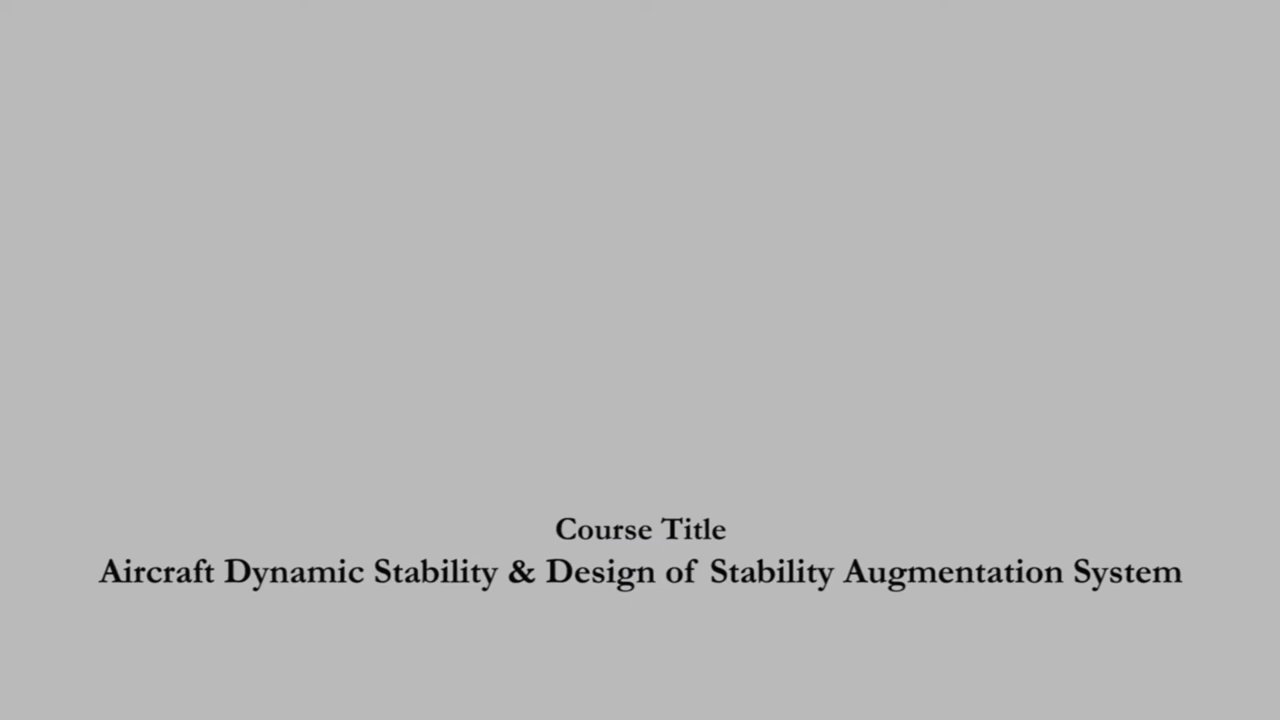 Course Title
Aircraft Dynamic Stability & Design of Stability Augmentation System